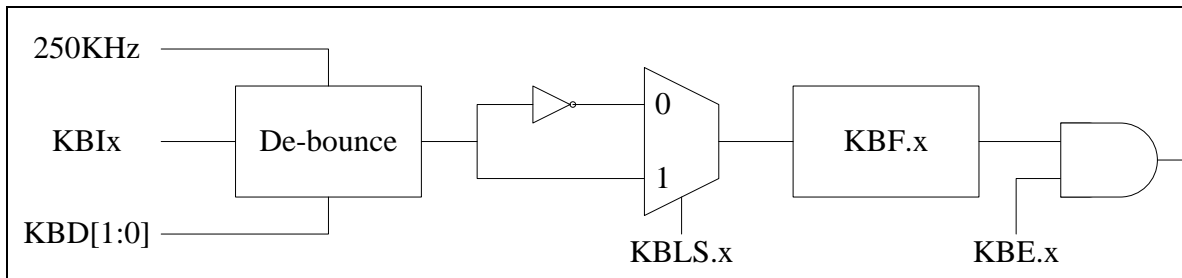 250KHz
KBIx
De-bounce
KBD[1:0]
0
1
KBLS.x
KBF.x
KBE.x